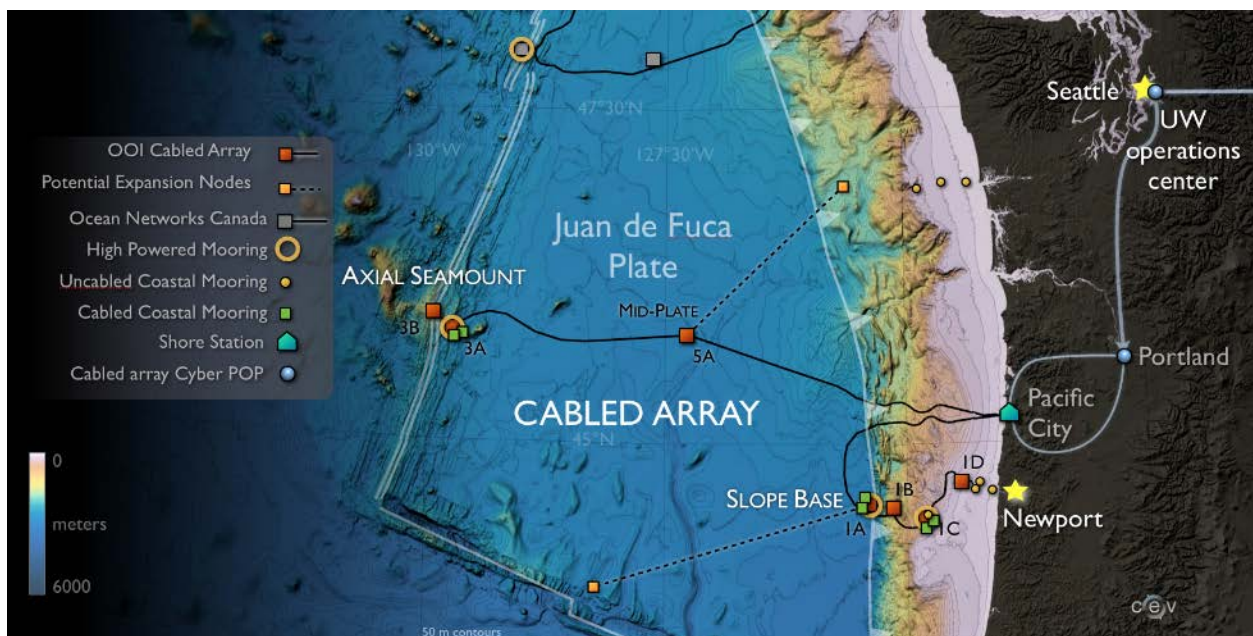 Seattle
UW
operations
center
47°30'N
130°W
127°30'W
OOI Cabled Array
Potential Expansion Nodes
Ocean Networks Canada
High Powered Mooring
Uncabled Coastal Mooring
Cabled Coastal Mooring
Shore Station
Cabled array Cyber POP
Juan de Fuca
Plate
AXIAL SEAMOUNT
3B
3A
MID-PLATE
5A
Portland
Pacific
City
CABLED ARRAY
45°N
0
meters
6000
SLOPE BASE
1A
1B
1C
1D
Newport
cev
50 m contours